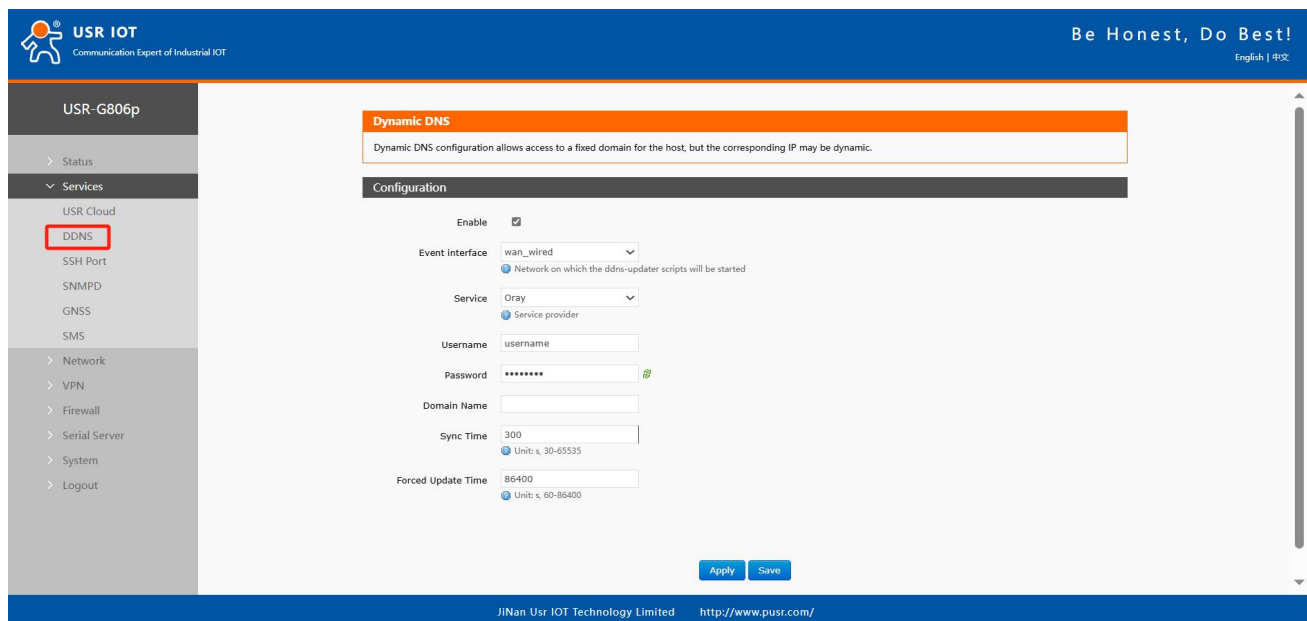 USR IOT
Communication Expert of Industrial IOT
®
Be Honest, Do Best!
English | 中文
USR-G806p
Status
Services
USR Cloud
DDNS
SSH Port
SNMPD
GNSS
SMS
Network
VPN
Firewall
Serial Server
System
Logout
Dynamic DNS
Dynamic DNS configuration allows access to a fixed domain for the host, but the corresponding IP may be dynamic.
Configuration
Enable
Event interface wan_wired
Network on which the ddns-updater scripts will be started
Service Oray
Service provider
Username username
Password ••••••••
Domain Name
Sync Time 300
Unit: s, 30-65535
Forced Update Time 86400
Unit: s, 60-86400
Apply Save
JiNan Usr IOT Technology Limited http://www.pusr.com/